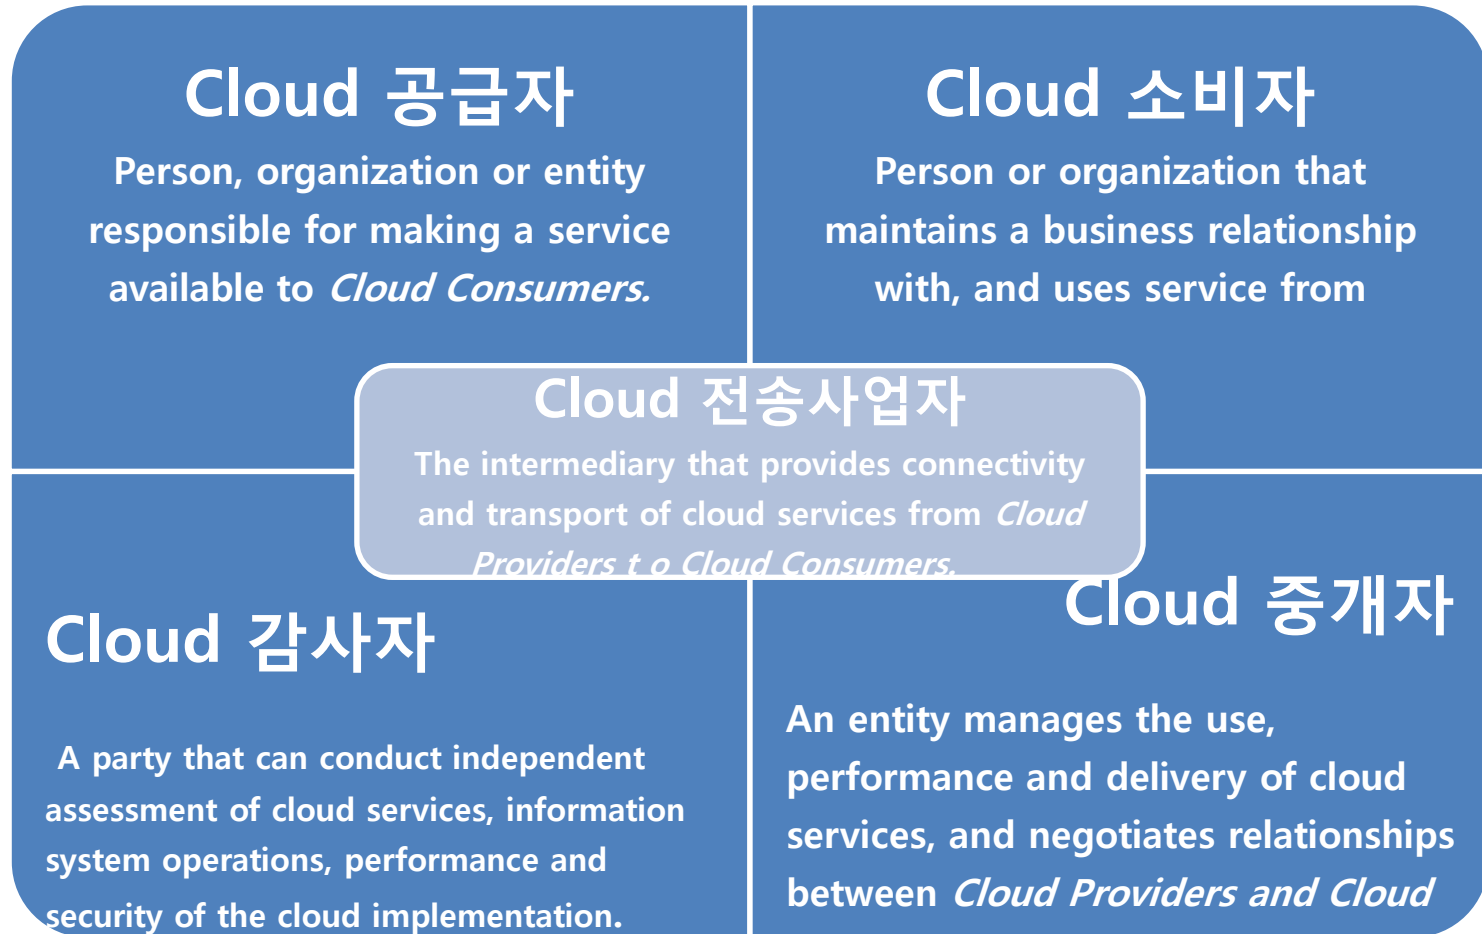 Cloud 공급자
Person, organization or entity
responsible for making a service
available to Cloud Consumers.
Cloud 소비자
Person or organization that
maintains a business relationship
with, and uses service from
Cloud 전송사업자
The intermediary that provides connectivity
and transport of cloud services from Cloud
Providers t o Cloud Consumers.
Cloud 감사자
A party that can conduct independent
assessment of cloud services, information
system operations, performance and
security of the cloud implementation.
Cloud 중개자
An entity manages the use,
performance and delivery of cloud
services, and negotiates relationships
between Cloud Providers and Cloud